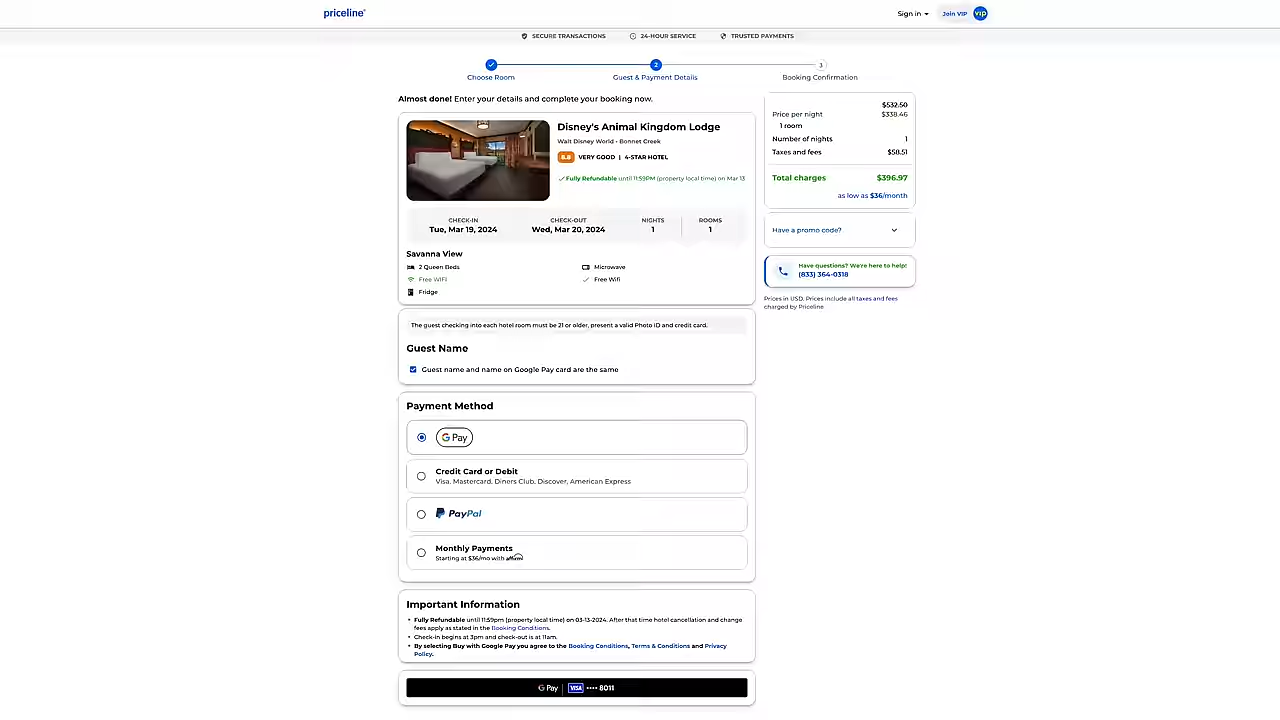 priceline®
Sign in
Join VIP VIP
SECURE TRANSACTIONS 24-HOUR SERVICE TRUSTED PAYMENTS
2 3
Choose Room Guest & Payment Details Booking Confirmation
Almost done! Enter your details and complete your booking now.
Disney's Animal Kingdom Lodge
Walt Disney World • Bonnet Creek
8.8 VERY GOOD | 4-STAR HOTEL
Fully Refundable until 11:59PM (property local time) on Mar 13
CHECK-IN CHECK-OUT NIGHTS ROOMS
Tue, Mar 19, 2024 Wed, Mar 20, 2024 1 1
Savanna View
2 Queen Beds Microwave
Free WIFI Free Wifi
Fridge
The guest checking into each hotel room must be 21 or older, present a valid Photo ID and credit card.
Guest Name
Guest name and name on Google Pay card are the same
Payment Method
G Pay
Credit Card or Debit
Visa, Mastercard, Diners Club, Discover, American Express
PayPal
Monthly Payments
Starting at $36/mo with affirm
Important Information
• Fully Refundable until 11:59pm (property local time) on 03-13-2024. After that time hotel cancellation and change
fees apply as stated in the Booking Conditions.
• Check-in begins at 3pm and check-out is at 11am.
• By selecting Buy with Google Pay you agree to the Booking Conditions, Terms & Conditions and Privacy
Policy.
G Pay | VISA •••• 8011
$532.50
Price per night $338.46
1 room
Number of nights 1
Taxes and fees $58.51
Total charges $396.97
as low as $36/month
Have a promo code?
Have questions? We're here to help!
(833) 364-0318
Prices in USD. Prices include all taxes and fees
charged by Priceline